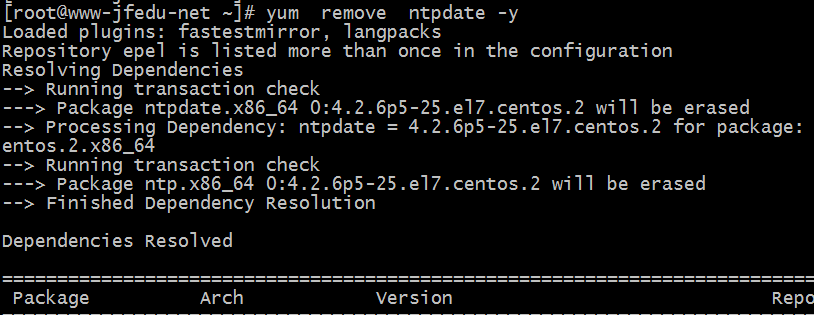 [root@www-jfedu-net ~]# yum  remove  ntpdate -y
Loaded plugins: fastestmirror, langpacks
Repository epel is listed more than once in the configuration
Resolving Dependencies
--> Running transaction check
---> Package ntpdate.x86_64 0:4.2.6p5-25.el7.centos.2 will be erased
--> Processing Dependency: ntpdate = 4.2.6p5-25.el7.centos.2 for package:
entos.2.x86_64
--> Running transaction check
---> Package ntp.x86_64 0:4.2.6p5-25.el7.centos.2 will be erased
--> Finished Dependency Resolution
Dependencies Resolved
================================================================================
Package Arch Version Repo